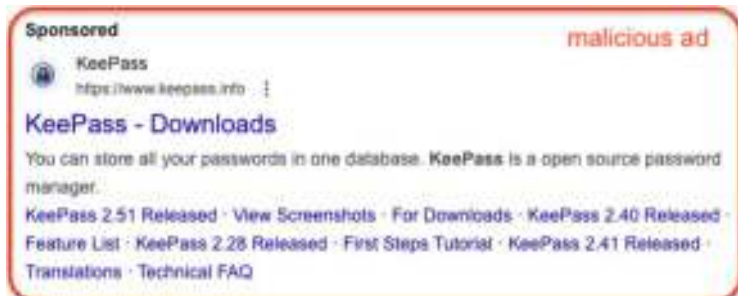 Sponsored
malicious ad
KeePass
https://www.keepass.info
KeePass - Downloads
You can store all your passwords in one database. KeePass is a open source password
manager.
KeePass 2.51 Released · View Screenshots · For Downloads · KeePass 2.40 Released ·
Feature List · KeePass 2.28 Released · First Steps Tutorial · KeePass 2.41 Released ·
Translations · Technical FAQ